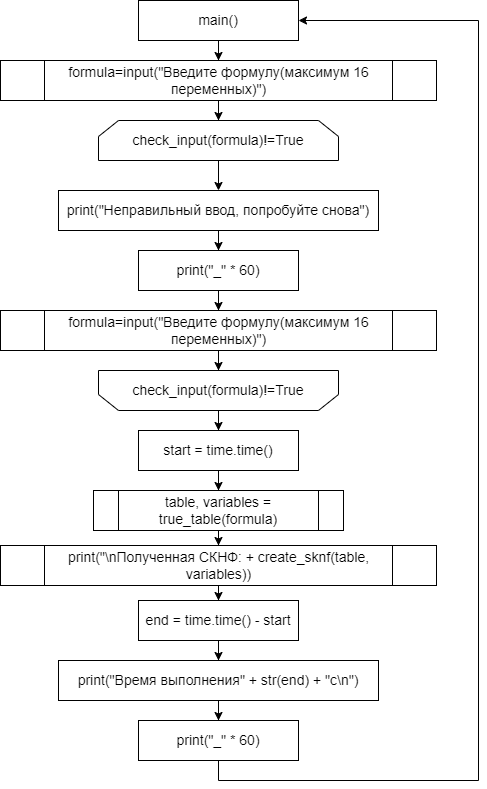 main()
formula=input("Введите формулу(максимум 16
переменных)")
check_input(formula)!=True
print("Неправильный ввод, попробуйте снова")
print("_" * 60)
formula=input("Введите формулу(максимум 16
переменных)")
check_input(formula)!=True
start = time.time()
table, variables =
true_table(formula)
print("\nПолученная СКНФ: + create_sknf(table,
variables))
end = time.time() - start
print("Время выполнения" + str(end) + "с\n")
print("_" * 60)